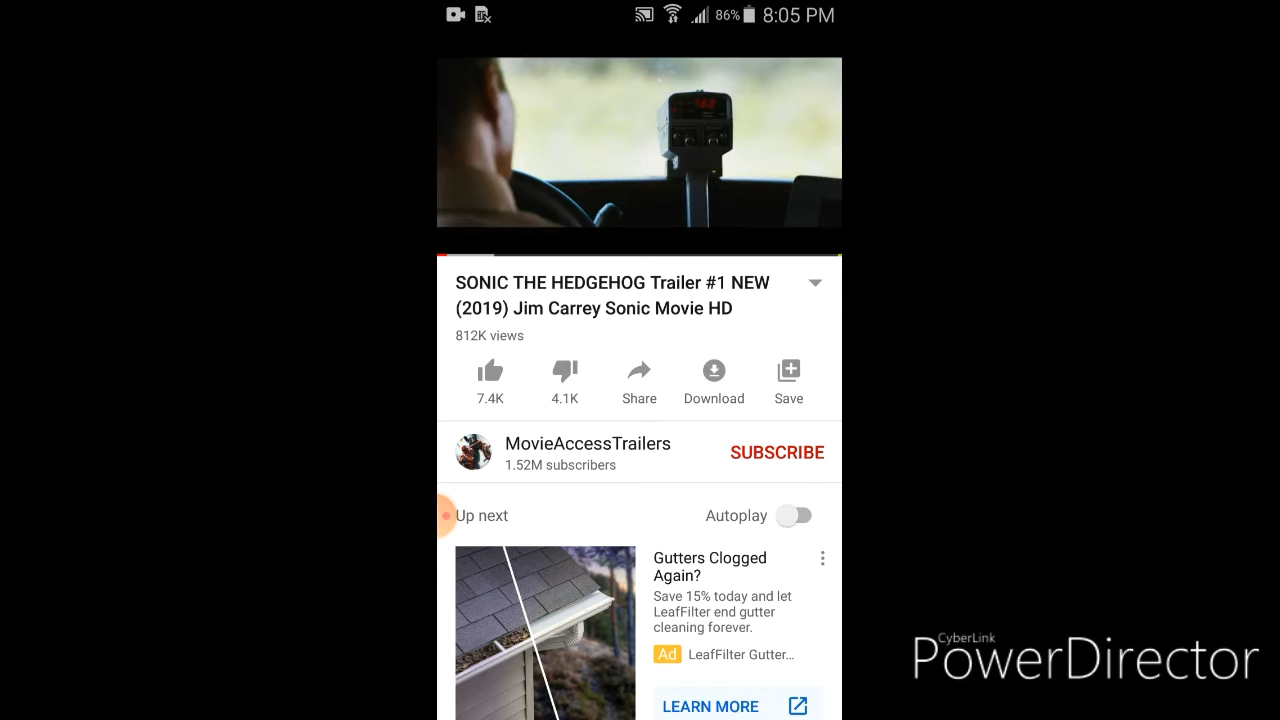 86% 8:05 PM
SONIC THE HEDGEHOG Trailer #1 NEW
(2019) Jim Carrey Sonic Movie HD
812K views
7.4K 4.1K Share Download Save
MovieAccessTrailers
1.52M subscribers
SUBSCRIBE
Up next Autoplay
Gutters Clogged
Again?
Save 15% today and let
LeafFilter end gutter
cleaning forever.
Ad LeafFilter Gutter...
LEARN MORE
CyberLink
PowerDirector